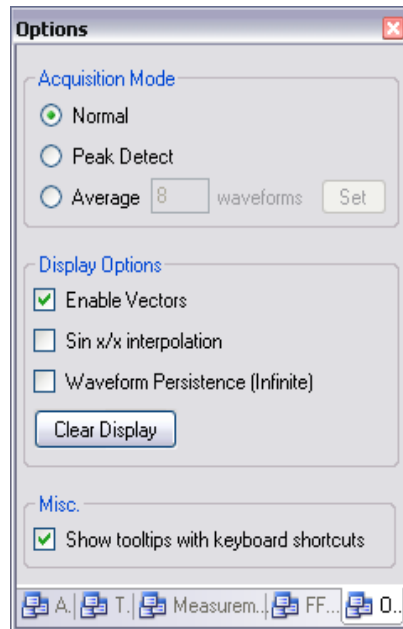 Options
Acquisition Mode
Normal
Peak Detect
Average 8 waveforms Set
Display Options
Enable Vectors
Sin x/x interpolation
Waveform Persistence (Infinite)
Clear Display
Misc.
Show tooltips with keyboard shortcuts
A. T. Measurem... FF... O...